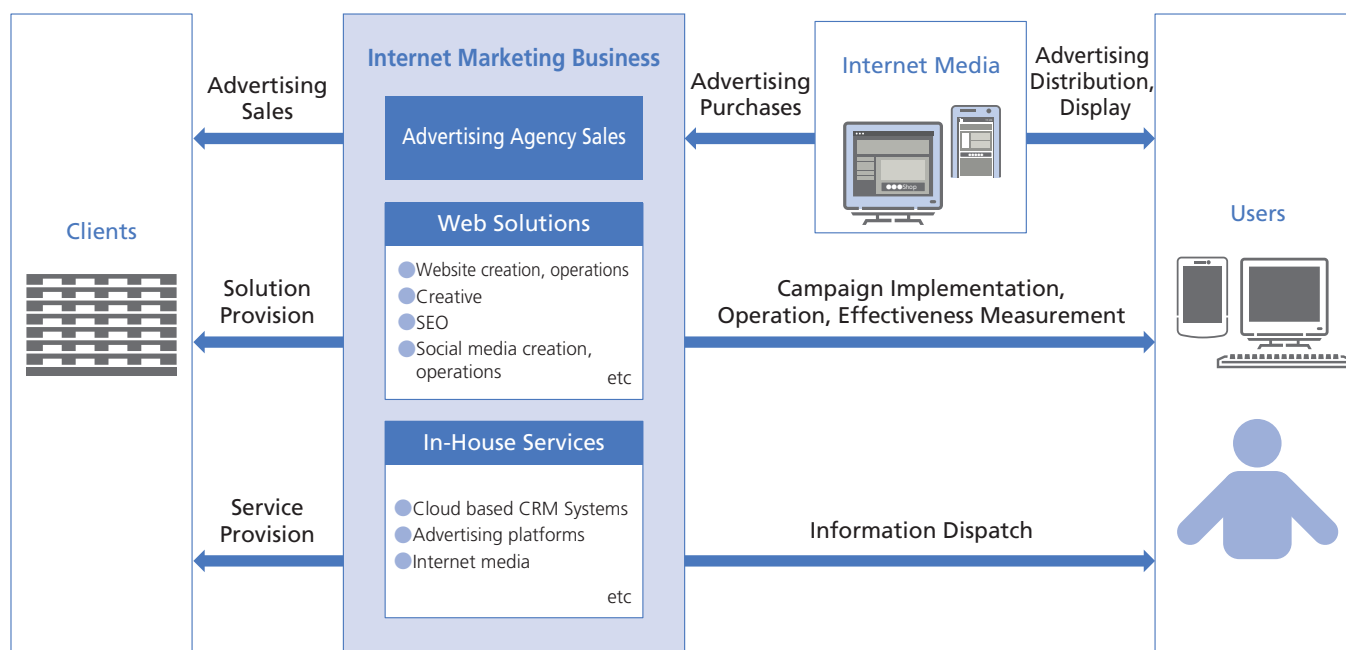 Clients
Advertising
Sales
Solution
Provision
Service
Provision
Internet Marketing Business
Advertising Agency Sales
Web Solutions
Website creation, operations
Creative
SEO
Social media creation,
operations
etc
In-House Services
Cloud based CRM Systems
Advertising platforms
Internet media
etc
Advertising
Purchases
Internet Media
●●●Shop
Advertising
Distribution,
Display
Campaign Implementation,
Operation, Effectiveness Measurement
Information Dispatch
Users